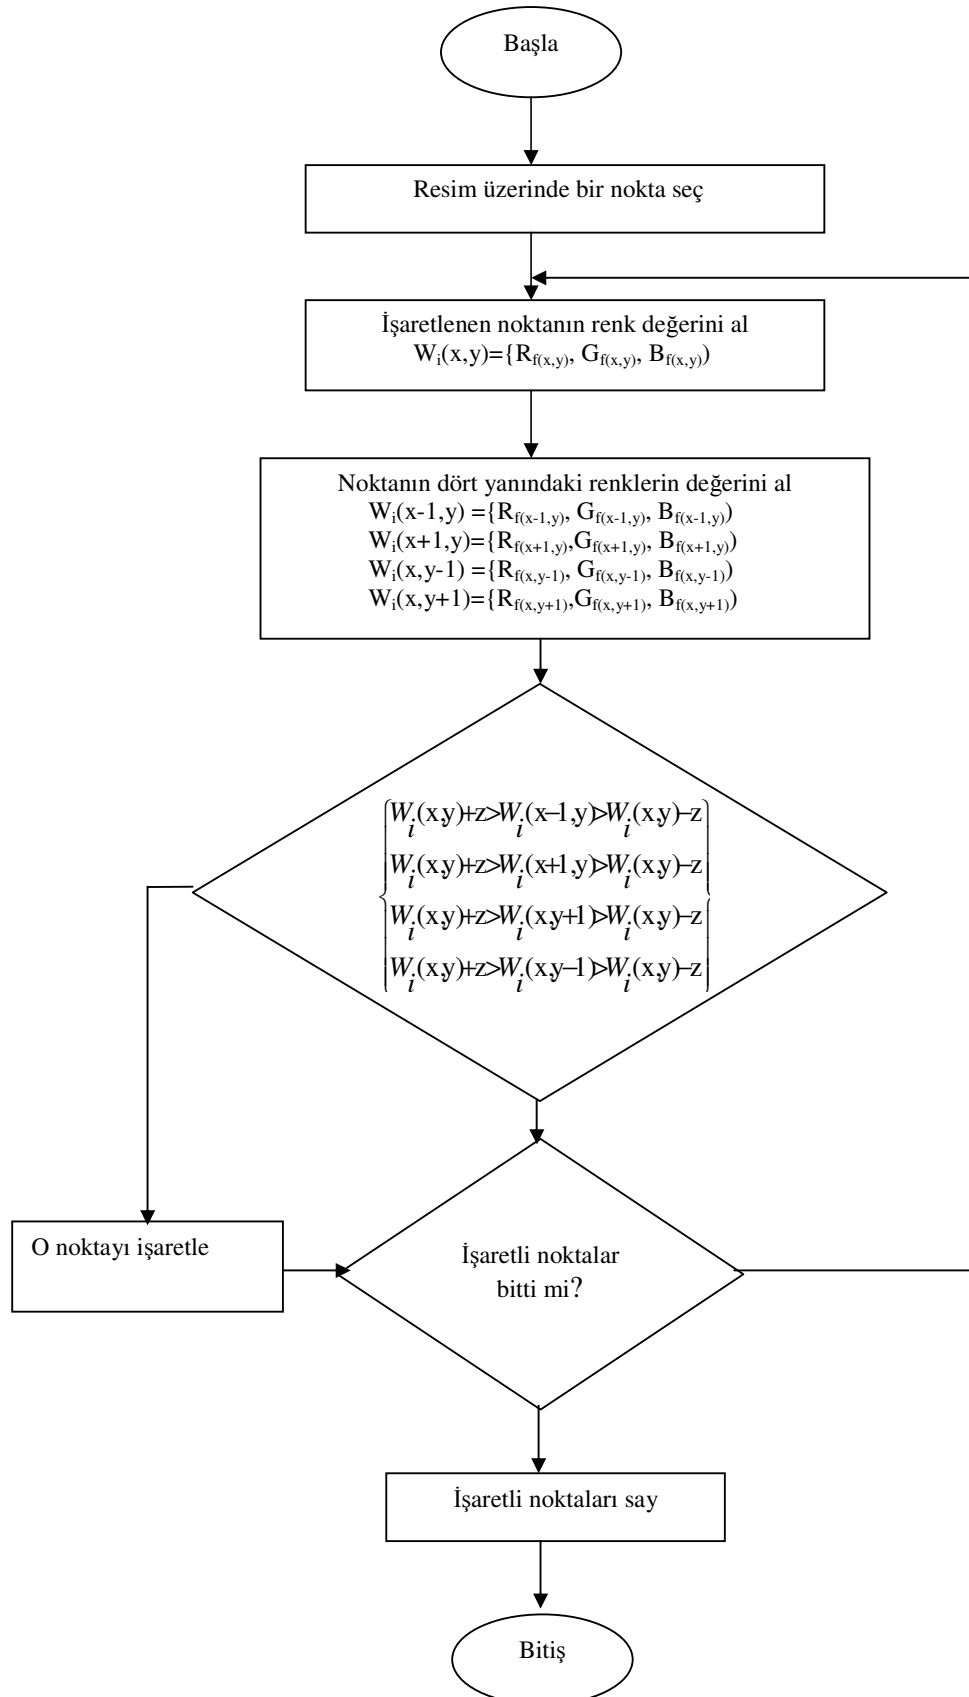 Başla
Resim üzerinde bir nokta seç
İşaretlenen noktanın renk değerini al
Wi(x,y)={Rf(x,y), Gf(x,y), Bf(x,y))
Noktanın dört yanındaki renklerin değerini al
Wi(x-1,y) ={Rf(x-1,y), Gf(x-1,y), Bf(x-1,y))
Wi(x+1,y)={Rf(x+1,y),Gf(x+1,y), Bf(x+1,y))
Wi(x,y-1) ={Rf(x,y-1), Gf(x,y-1), Bf(x,y-1))
Wi(x,y+1)={Rf(x,y+1),Gf(x,y+1), Bf(x,y+1))
Wi(x,y)+z>Wi(x−1,y)>Wi(x,y)−z
Wi(x,y)+z>Wi(x+1,y)>Wi(x,y)−z
Wi(x,y)+z>Wi(x,y+1)>Wi(x,y)−z
Wi(x,y)+z>Wi(x,y−1)>Wi(x,y)−z
O noktayı işaretle
İşaretli noktalar
bitti mi?
İşaretli noktaları say
Bitiş